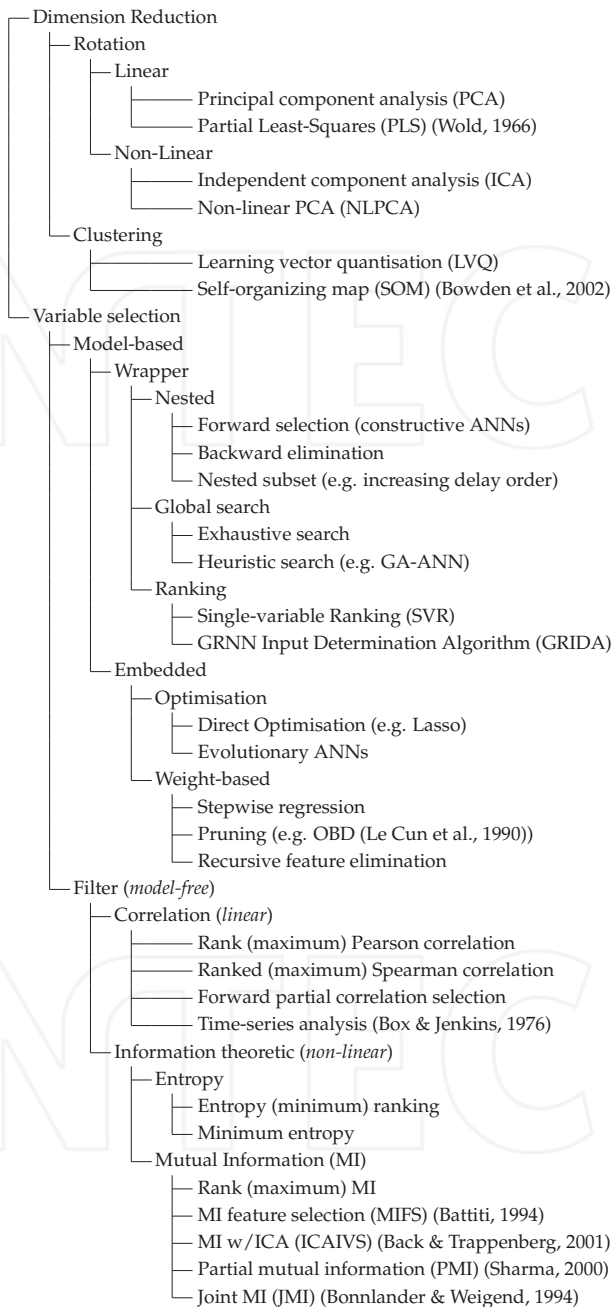 Dimension Reduction
Rotation
Linear
Principal component analysis (PCA)
Partial Least-Squares (PLS) (Wold, 1966)
Non-Linear
Independent component analysis (ICA)
Non-linear PCA (NLPCA)
Clustering
Learning vector quantisation (LVQ)
Self-organizing map (SOM) (Bowden et al., 2002)
Variable selection
Model-based
Wrapper
Nested
Forward selection (constructive ANNs)
Backward elimination
Nested subset (e.g. increasing delay order)
Global search
Exhaustive search
Heuristic search (e.g. GA-ANN)
Ranking
Single-variable Ranking (SVR)
GRNN Input Determination Algorithm (GRIDA)
Embedded
Optimisation
Direct Optimisation (e.g. Lasso)
Evolutionary ANNs
Weight-based
Stepwise regression
Pruning (e.g. OBD (Le Cun et al., 1990))
Recursive feature elimination
Filter (model-free)
Correlation (linear)
Rank (maximum) Pearson correlation
Ranked (maximum) Spearman correlation
Forward partial correlation selection
Time-series analysis (Box & Jenkins, 1976)
Information theoretic (non-linear)
Entropy
Entropy (minimum) ranking
Minimum entropy
Mutual Information (MI)
Rank (maximum) MI
MI feature selection (MIFS) (Battiti, 1994)
MI w/ICA (ICAIVS) (Back & Trappenberg, 2001)
Partial mutual information (PMI) (Sharma, 2000)
Joint MI (JMI) (Bonnlander & Weigend, 1994)